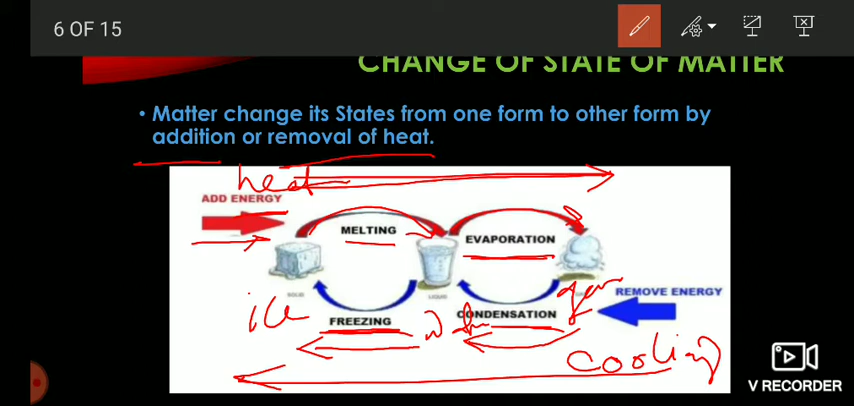 6 OF 15
CHANGE OF STATE OF MATTER
• Matter change its States from one form to other form by
addition or removal of heat.
heat
ADD ENERGY
MELTING
EVAPORATION
SOLID
LIQUID
REMOVE ENERGY
ice
FREEZING
CONDENSATION
cooling
V RECORDER